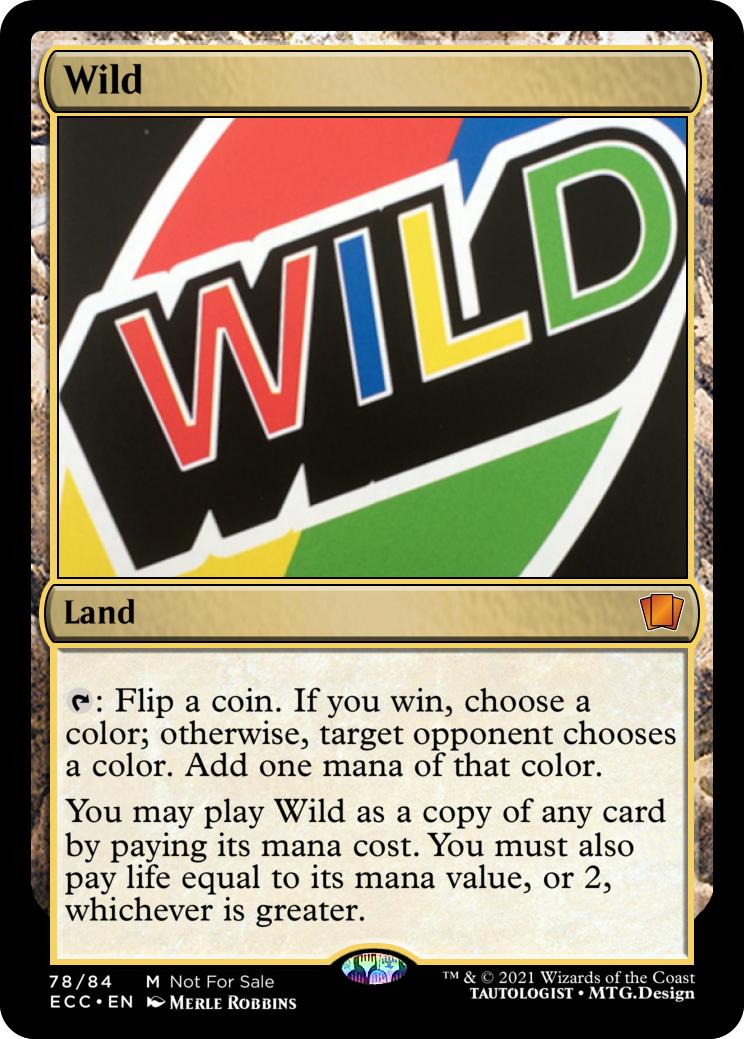 Wild
WILD
Land
: Flip a coin. If you win, choose a
color; otherwise, target opponent chooses
a color. Add one mana of that color.
You may play Wild as a copy of any card
by paying its mana cost. You must also
pay life equal to its mana value, or 2,
whichever is greater.
78/84 M Not For Sale
ECC • EN MERLE ROBBINS
™ & © 2021 Wizards of the Coast
TAUTOLOGIST • MTG.Design